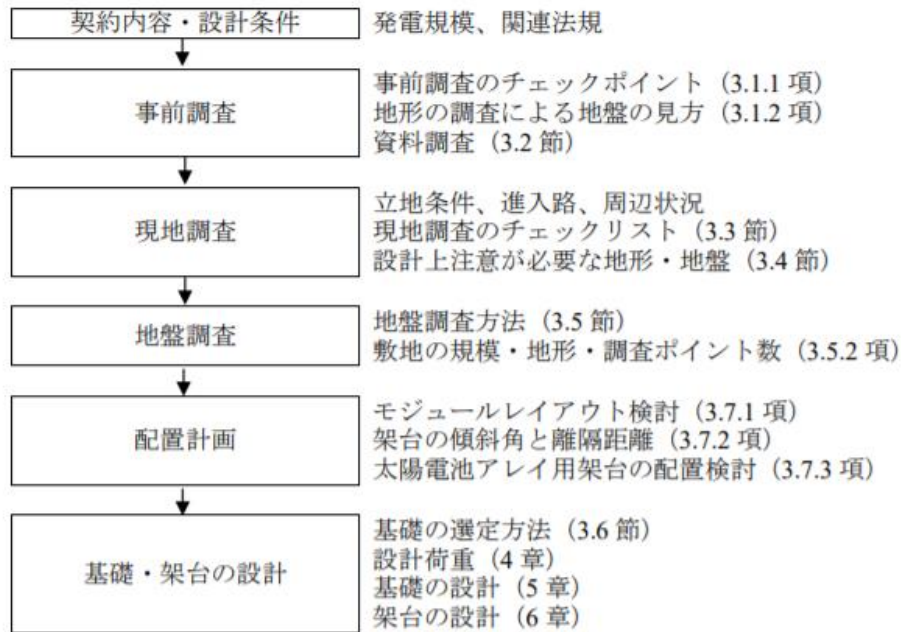 契約内容・設計条件 発電規模、関連法規
事前調査
事前調査のチェックポイント（3.1.1 項）
地形の調査による地盤の見方（3.1.2 項）
資料調査（3.2 節）
現地調査
立地条件、進入路、周辺状況
現地調査のチェックリスト（3.3 節）
設計上注意が必要な地形・地盤（3.4 節）
地盤調査
地盤調査方法（3.5 節）
敷地の規模・地形・調査ポイント数（3.5.2 項）
配置計画
モジュールレイアウト検討（3.7.1 項）
架台の傾斜角と離隔距離（3.7.2 項）
太陽電池アレイ用架台の配置検討（3.7.3 項）
基礎・架台の設計
基礎の選定方法（3.6 節）
設計荷重（4 章）
基礎の設計（5 章）
架台の設計（6 章）